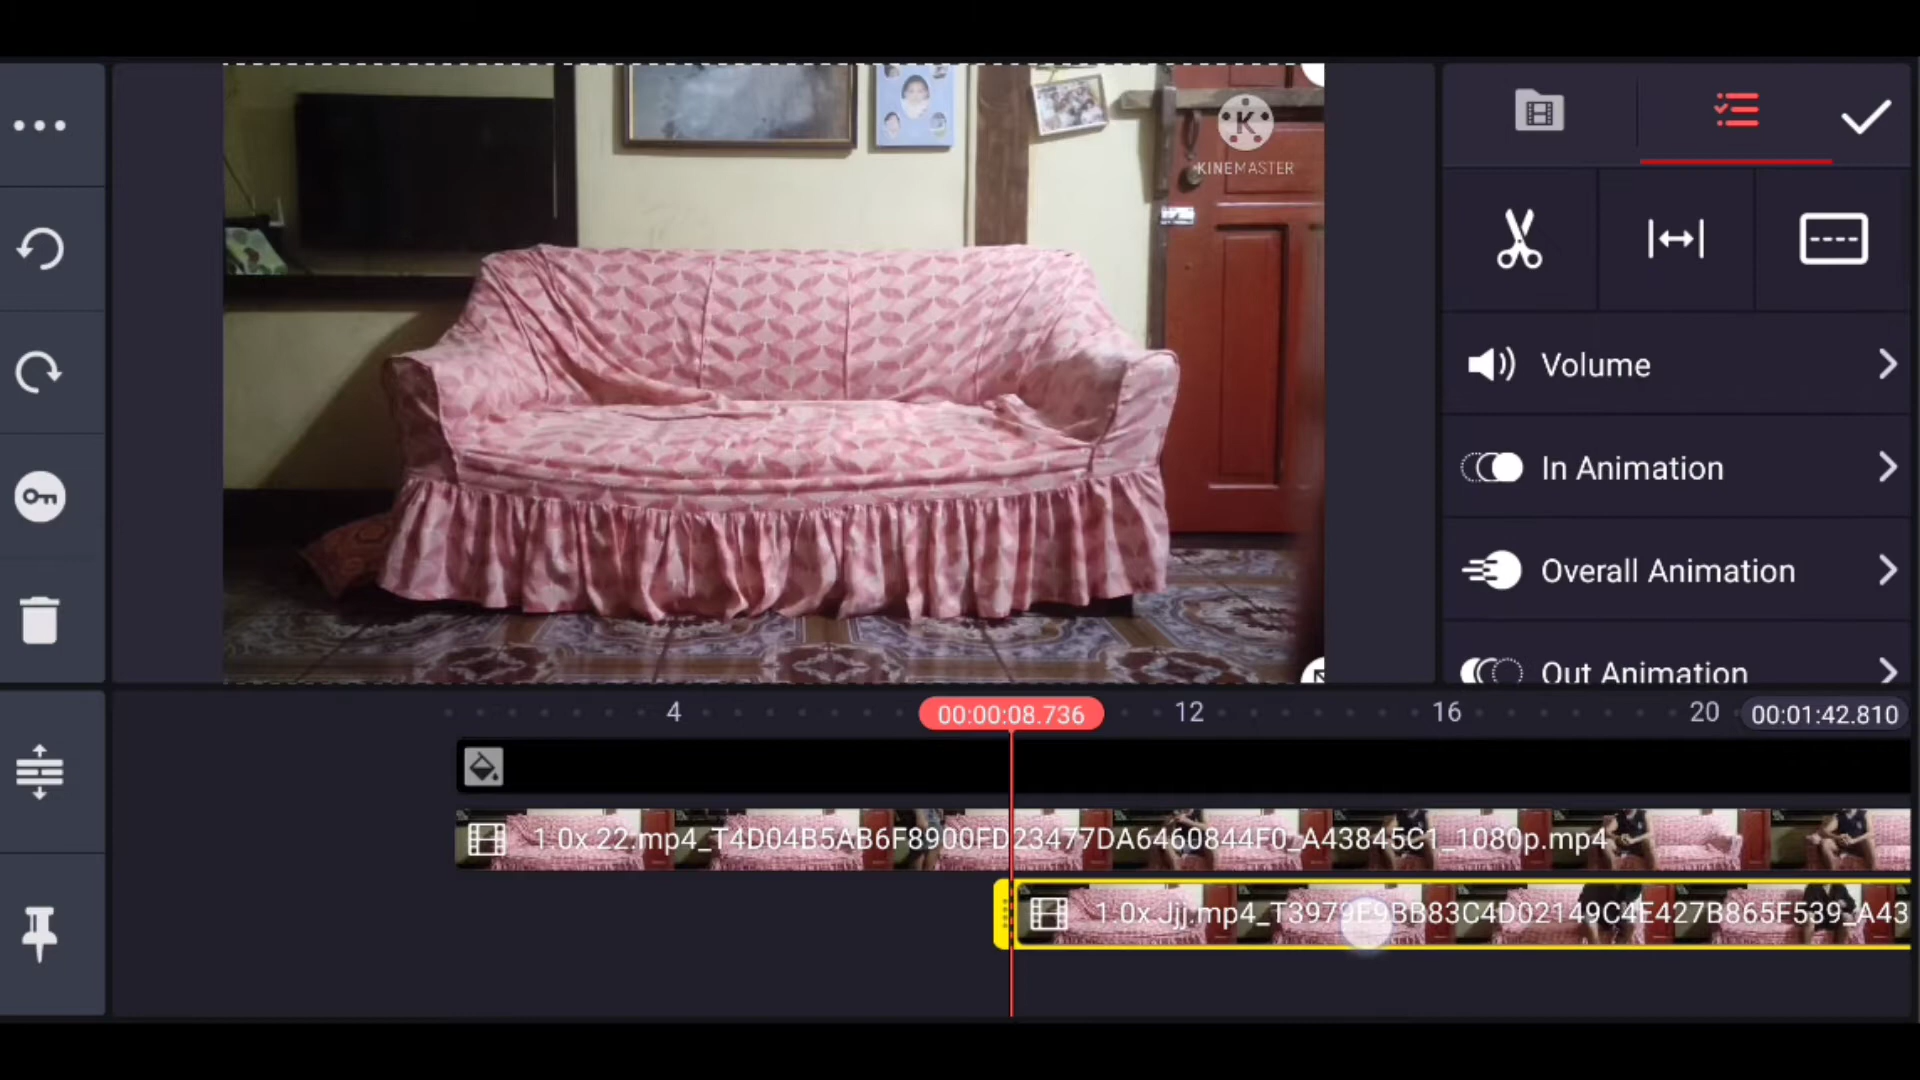 KINEMASTER
Volume
In Animation
Overall Animation
Out Animation
4
00:00:08.736
12
16
20
00:01:42.810
1.0x 22.mp4_T4D04B5AB6F8900FD23477DA6460844F0_A43845C1_1080p.mp4
1.0x Jjj.mp4_T3979E9BB83C4D02149C4E427B865F539_A43